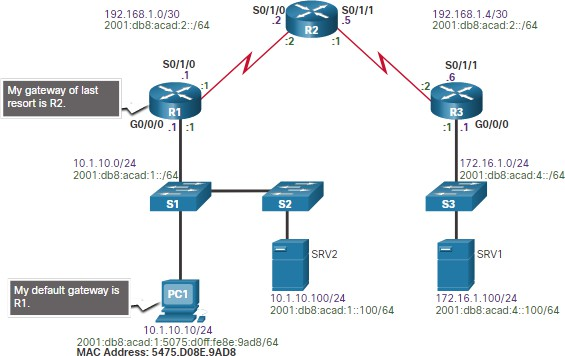 192.168.1.0/30
2001:db8:acad:2::/64
S0/1/0
S0/1/1
192.168.1.4/30
2001:db8:acad:2::/64
.2
.5
R2
:2
:1
S0/1/0
S0/1/1
.1
.6
My gateway of last
resort is R2.
:1
:2
R1
R3
G0/0/0
.1
:1
.1
:1
G0/0/0
10.1.10.0/24
2001:db8:acad:1::/64
172.16.1.0/24
2001:db8:acad:4::/64
S1
S2
S3
SRV2
SRV1
My default gateway is
R1.
PC1
10.1.10.100/24
2001:db8:acad:1::100/64
172.16.1.100/24
2001:db8:acad:4::100/64
10.1.10.10/24
2001:db8:acad:1:5075:d0ff:fe8e:9ad8/64
MAC Address: 5475.D08E.9AD8